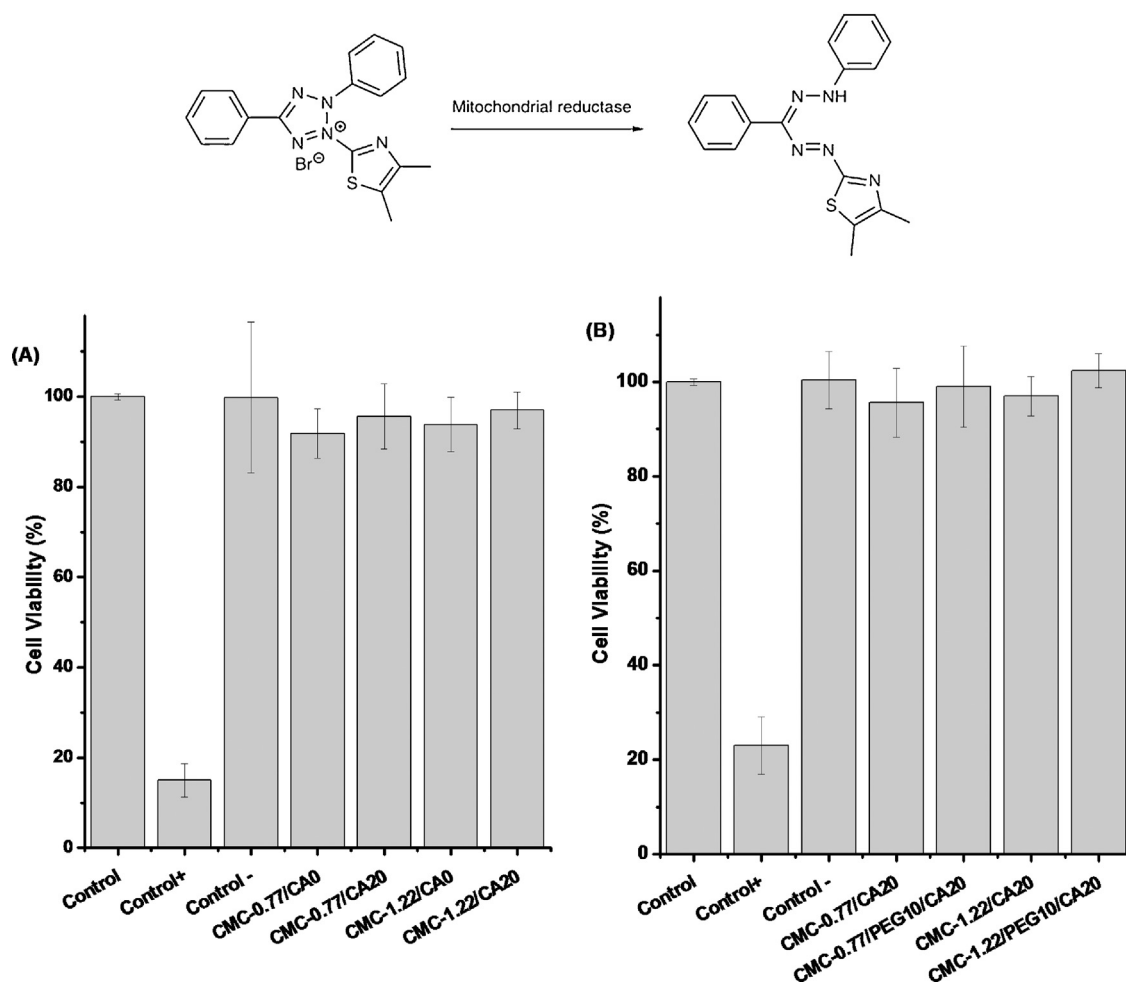 Mitochondrial reductase
N
N
N
N
⊕
Br⊖
N
S
N
NH
N
N
N
S
(A)
Cell Viability (%)
100
80
60
40
20
0
Control
Control+
Control -
CMC-0.77/CA0
CMC-0.77/CA20
CMC-1.22/CA0
CMC-1.22/CA20
(B)
Cell Viability (%)
100
80
60
40
20
0
Control
Control+
Control -
CMC-0.77/CA20
CMC-0.77/PEG10/CA20
CMC-1.22/CA20
CMC-1.22/PEG10/CA20